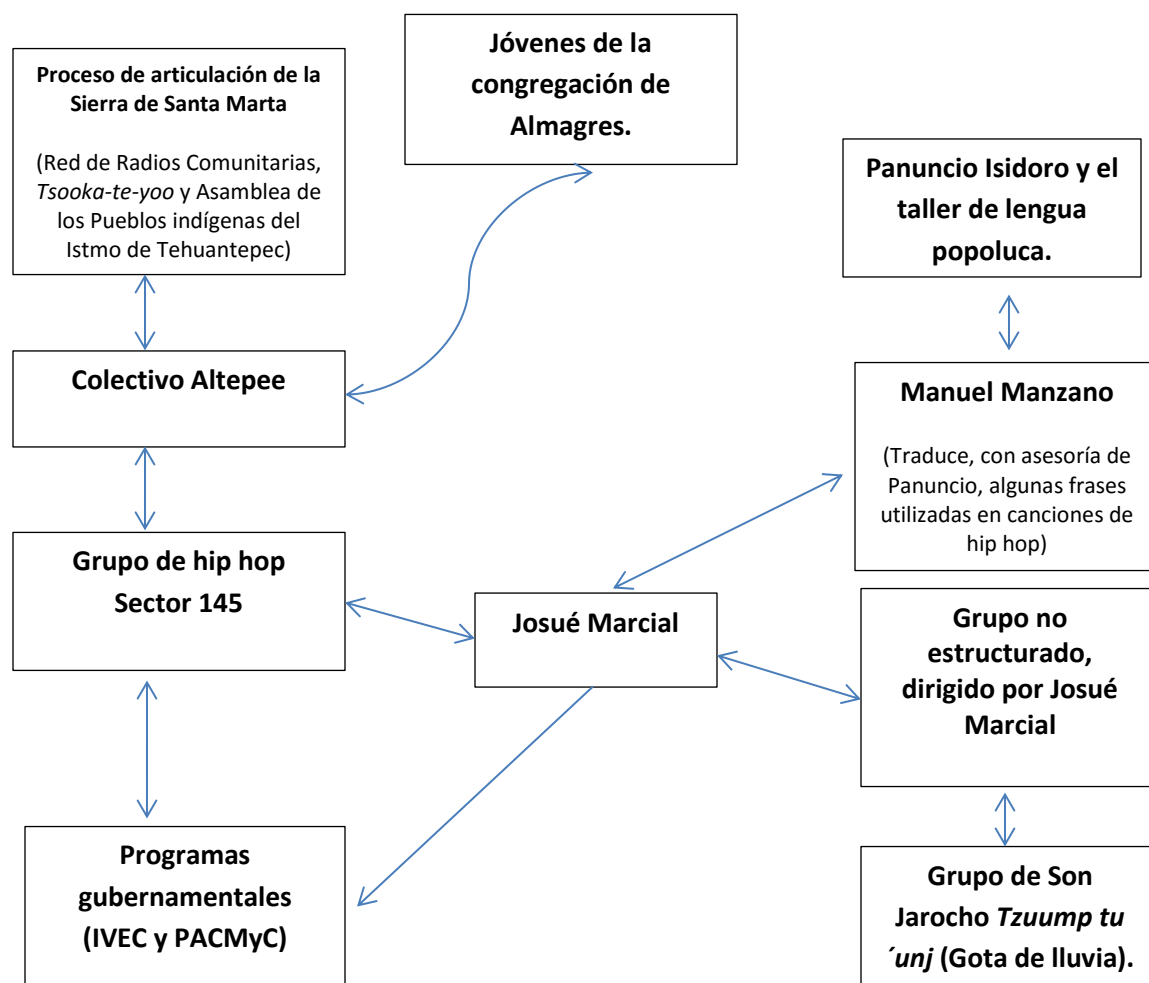 Proceso de articulación de la
Sierra de Santa Marta
(Red de Radios Comunitarias,
Tsooka-te-yoo y Asamblea de
los Pueblos indígenas del
Istmo de Tehuantepec)
Jóvenes de la
congregación de
Almagres.
Panuncio Isidoro y el
taller de lengua
popoluca.
Colectivo Altepee
Manuel Manzano
(Traduce, con asesoría de
Panuncio, algunas frases
utilizadas en canciones de
hip hop)
Grupo de hip hop
Sector 145
Josué Marcial
Grupo no
estructurado,
dirigido por Josué
Marcial
Programas
gubernamentales
(IVEC y PACMyC)
Grupo de Son
Jarocho Tzuump tu
´unj (Gota de lluvia).